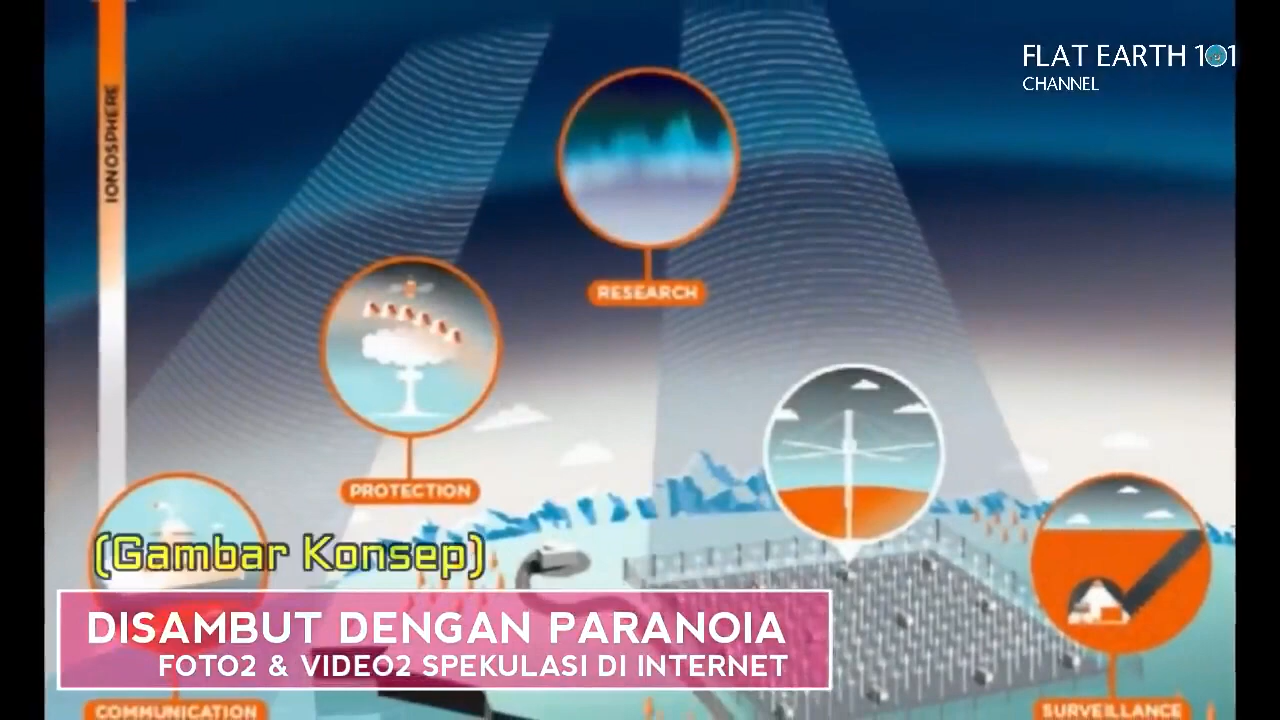 FLAT EARTH 101
CHANNEL
IONOSPHERE
RESEARCH
PROTECTION
(Gambar Konsep)
DISAMBUT DENGAN PARANOIA
FOTO2 & VIDEO2 SPEKULASI DI INTERNET
COMMUNICATION
SURVEILLANCE